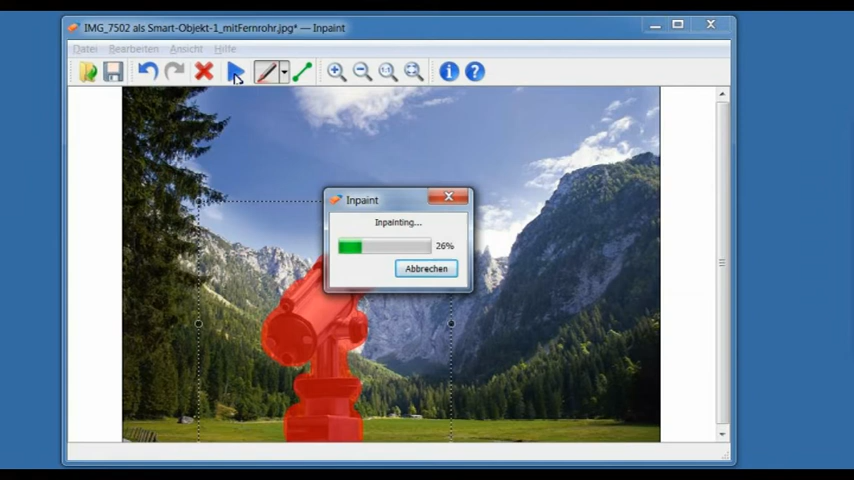 IMG_7502 als Smart-Objekt-1_mitFernrohr.jpg* — Inpaint
Datei Bearbeiten Ansicht Hilfe
Inpaint
Inpainting...
26%
Abbrechen